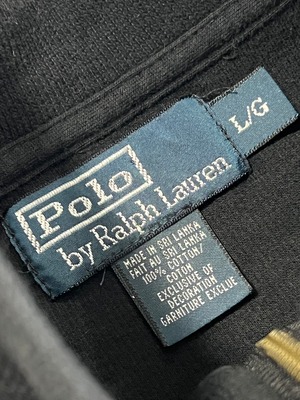 Polo
by Ralph Lauren
L/G
MADE IN SRI LANKA
FAIT AU SRI LANKA
100% COTTON/
COTON
EXCLUSIVE OF
DECORATION/
GARNITURE EXCLUE